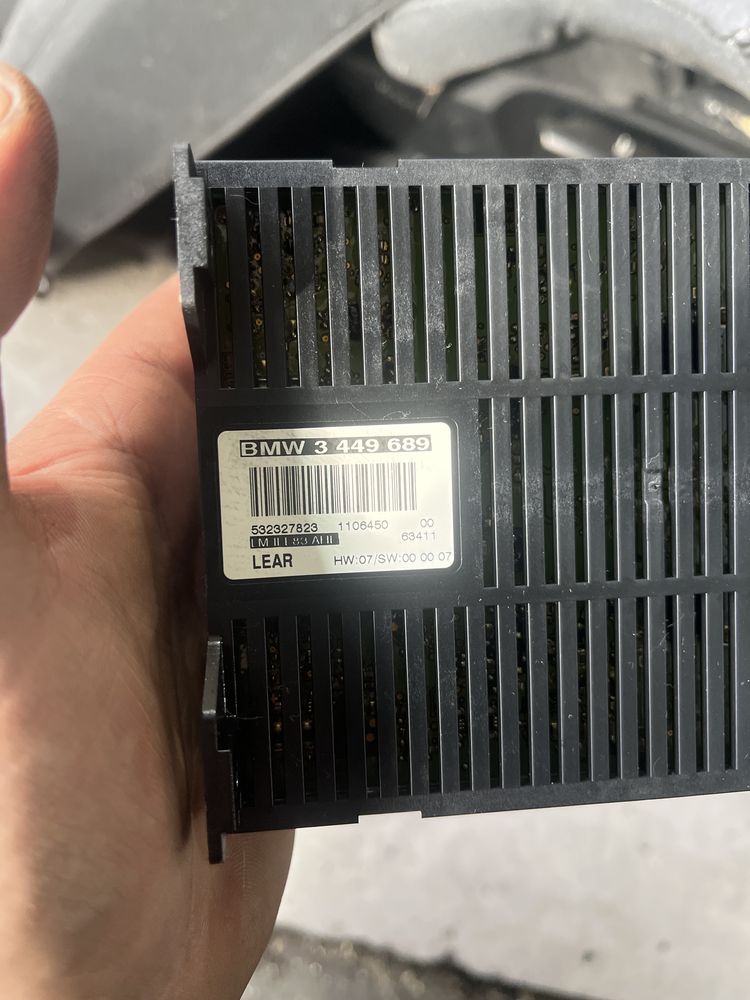 BMW 3 449 689
532327823 1106450 00
LM II E83 AHL 63411
LEAR HW:07/SW:00 00 07